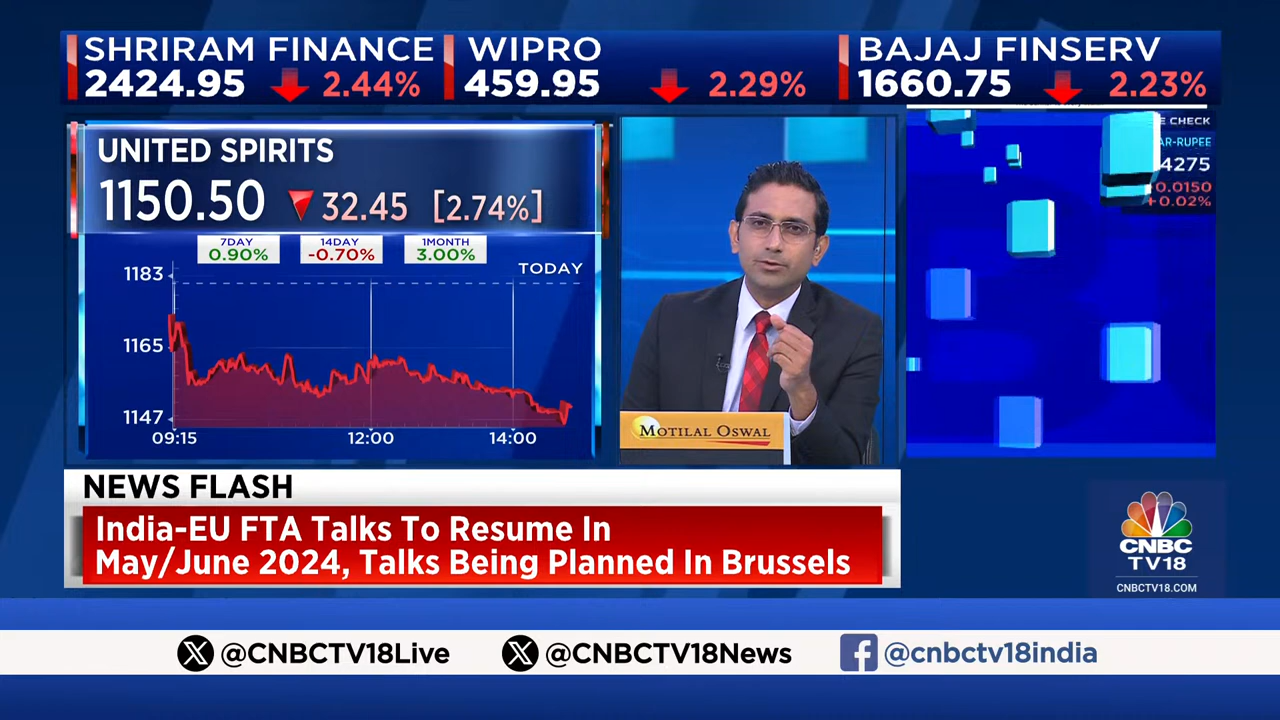 SHRIRAM FINANCE
2424.95 2.44%
WIPRO
459.95 2.29%
BAJAJ FINSERV
1660.75 2.23%
UNITED SPIRITS
1150.50 32.45 [2.74%]
7DAY
0.90%
14DAY
-0.70%
1MONTH
3.00%
TODAY
1183
1165
1147
09:15 12:00 14:00
MOTILAL OSWAL
CHECK
RUPEE
4275
0.0150
+0.02%
NEWS FLASH
India-EU FTA Talks To Resume In
May/June 2024, Talks Being Planned In Brussels
CNBC
TV18
CNBCTV18.COM
@CNBCTV18Live
@CNBCTV18News
@cnbctv18india